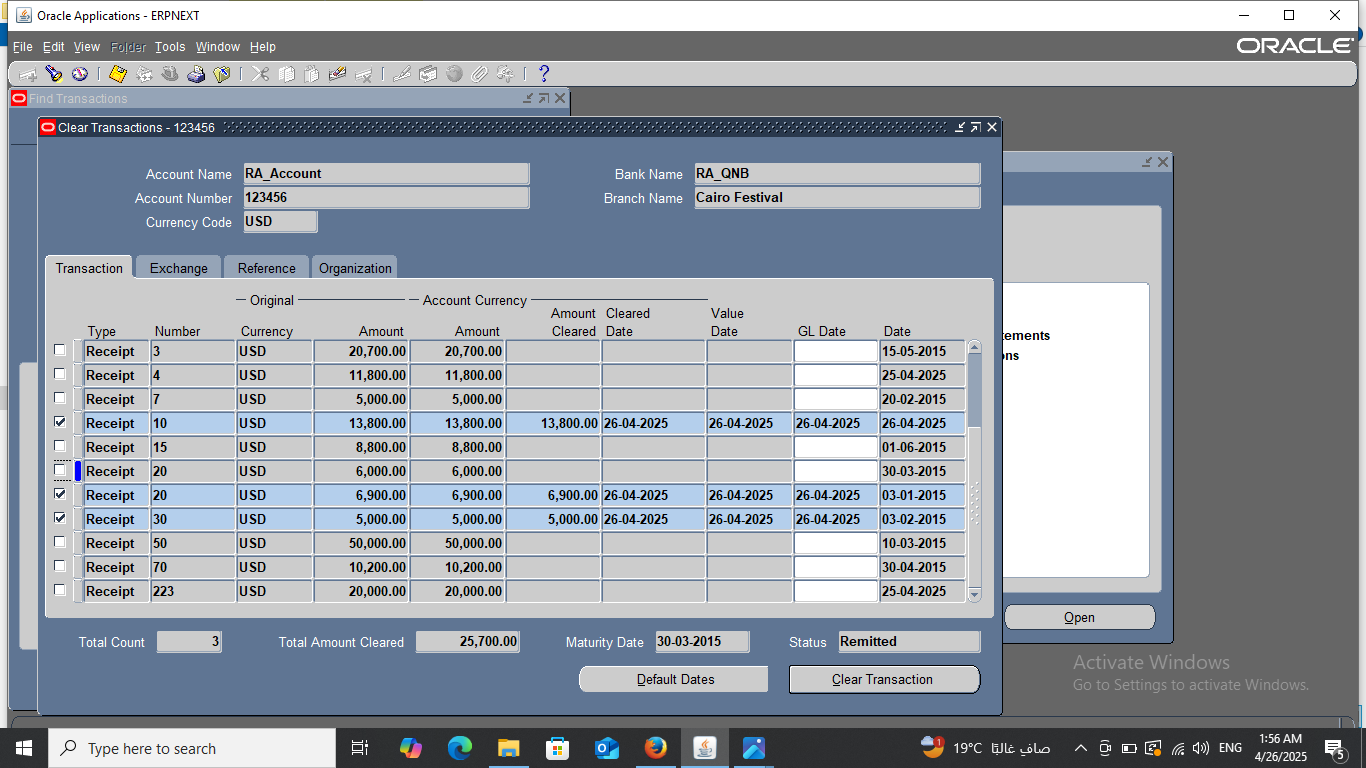 Oracle Applications - ERPNEXT
File Edit View Folder Tools Window Help
ORACLE
Find Transactions
Clear Transactions - 123456
Account Name RA_Account Bank Name RA_QNB
Account Number 123456 Branch Name Cairo Festival
Currency Code USD
Transaction Exchange Reference Organization
Original Account Currency
Amount Cleared Value
Type Number Currency Amount Amount Cleared Date Date GL Date Date
Receipt 3 USD 20,700.00 20,700.00 15-05-2015
Receipt 4 USD 11,800.00 11,800.00 25-04-2025
Receipt 7 USD 5,000.00 5,000.00 20-02-2015
Receipt 10 USD 13,800.00 13,800.00 13,800.00 26-04-2025 26-04-2025 26-04-2025 26-04-2025
Receipt 15 USD 8,800.00 8,800.00 01-06-2015
Receipt 20 USD 6,000.00 6,000.00 30-03-2015
Receipt 20 USD 6,900.00 6,900.00 6,900.00 26-04-2025 26-04-2025 26-04-2025 03-01-2015
Receipt 30 USD 5,000.00 5,000.00 5,000.00 26-04-2025 26-04-2025 26-04-2025 03-02-2015
Receipt 50 USD 50,000.00 50,000.00 10-03-2015
Receipt 70 USD 10,200.00 10,200.00 30-04-2015
Receipt 223 USD 20,000.00 20,000.00 25-04-2025
Total Count 3 Total Amount Cleared 25,700.00 Maturity Date 30-03-2015 Status Remitted
Default Dates Clear Transaction
Open
Activate Windows
Go to Settings to activate Windows.
Type here to search
1
19°C صافٍ غالبًا
ENG
1:56 AM
4/26/2025
5